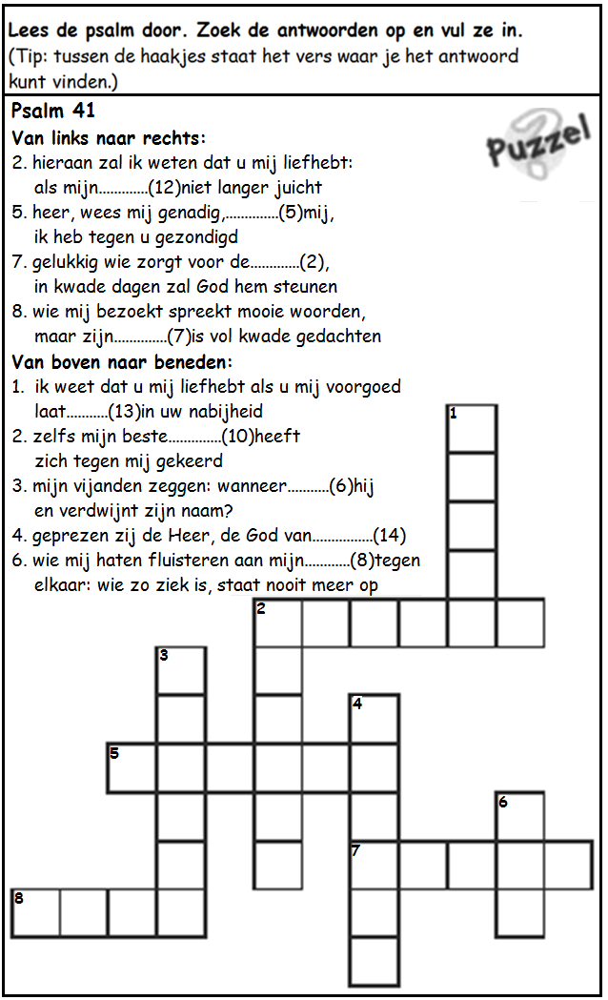 Lees de psalm door. Zoek de antwoorden op en vul ze in.
(Tip: tussen de haakjes staat het vers waar je het antwoord
kunt vinden.)
Psalm 41
Puzzel
Van links naar rechts:
2. hieraan zal ik weten dat u mij liefhebt:
als mijn.............(12)niet langer juicht
5. heer, wees mij genadig,..............(5)mij,
ik heb tegen u gezondigd
7. gelukkig wie zorgt voor de.............(2),
in kwade dagen zal God hem steunen
8. wie mij bezoekt spreekt mooie woorden,
maar zijn..............(7)is vol kwade gedachten
Van boven naar beneden:
1. ik weet dat u mij liefhebt als u mij voorgoed
laat...........(13)in uw nabijheid
2. zelfs mijn beste..............(10)heeft
zich tegen mij gekeerd
3. mijn vijanden zeggen: wanneer...........(6)hij
en verdwijnt zijn naam?
4. geprezen zij de Heer, de God van................(14)
6. wie mij haten fluisteren aan mijn............(8)tegen
elkaar: wie zo ziek is, staat nooit meer op
1
2
3
4
5
6
7
8